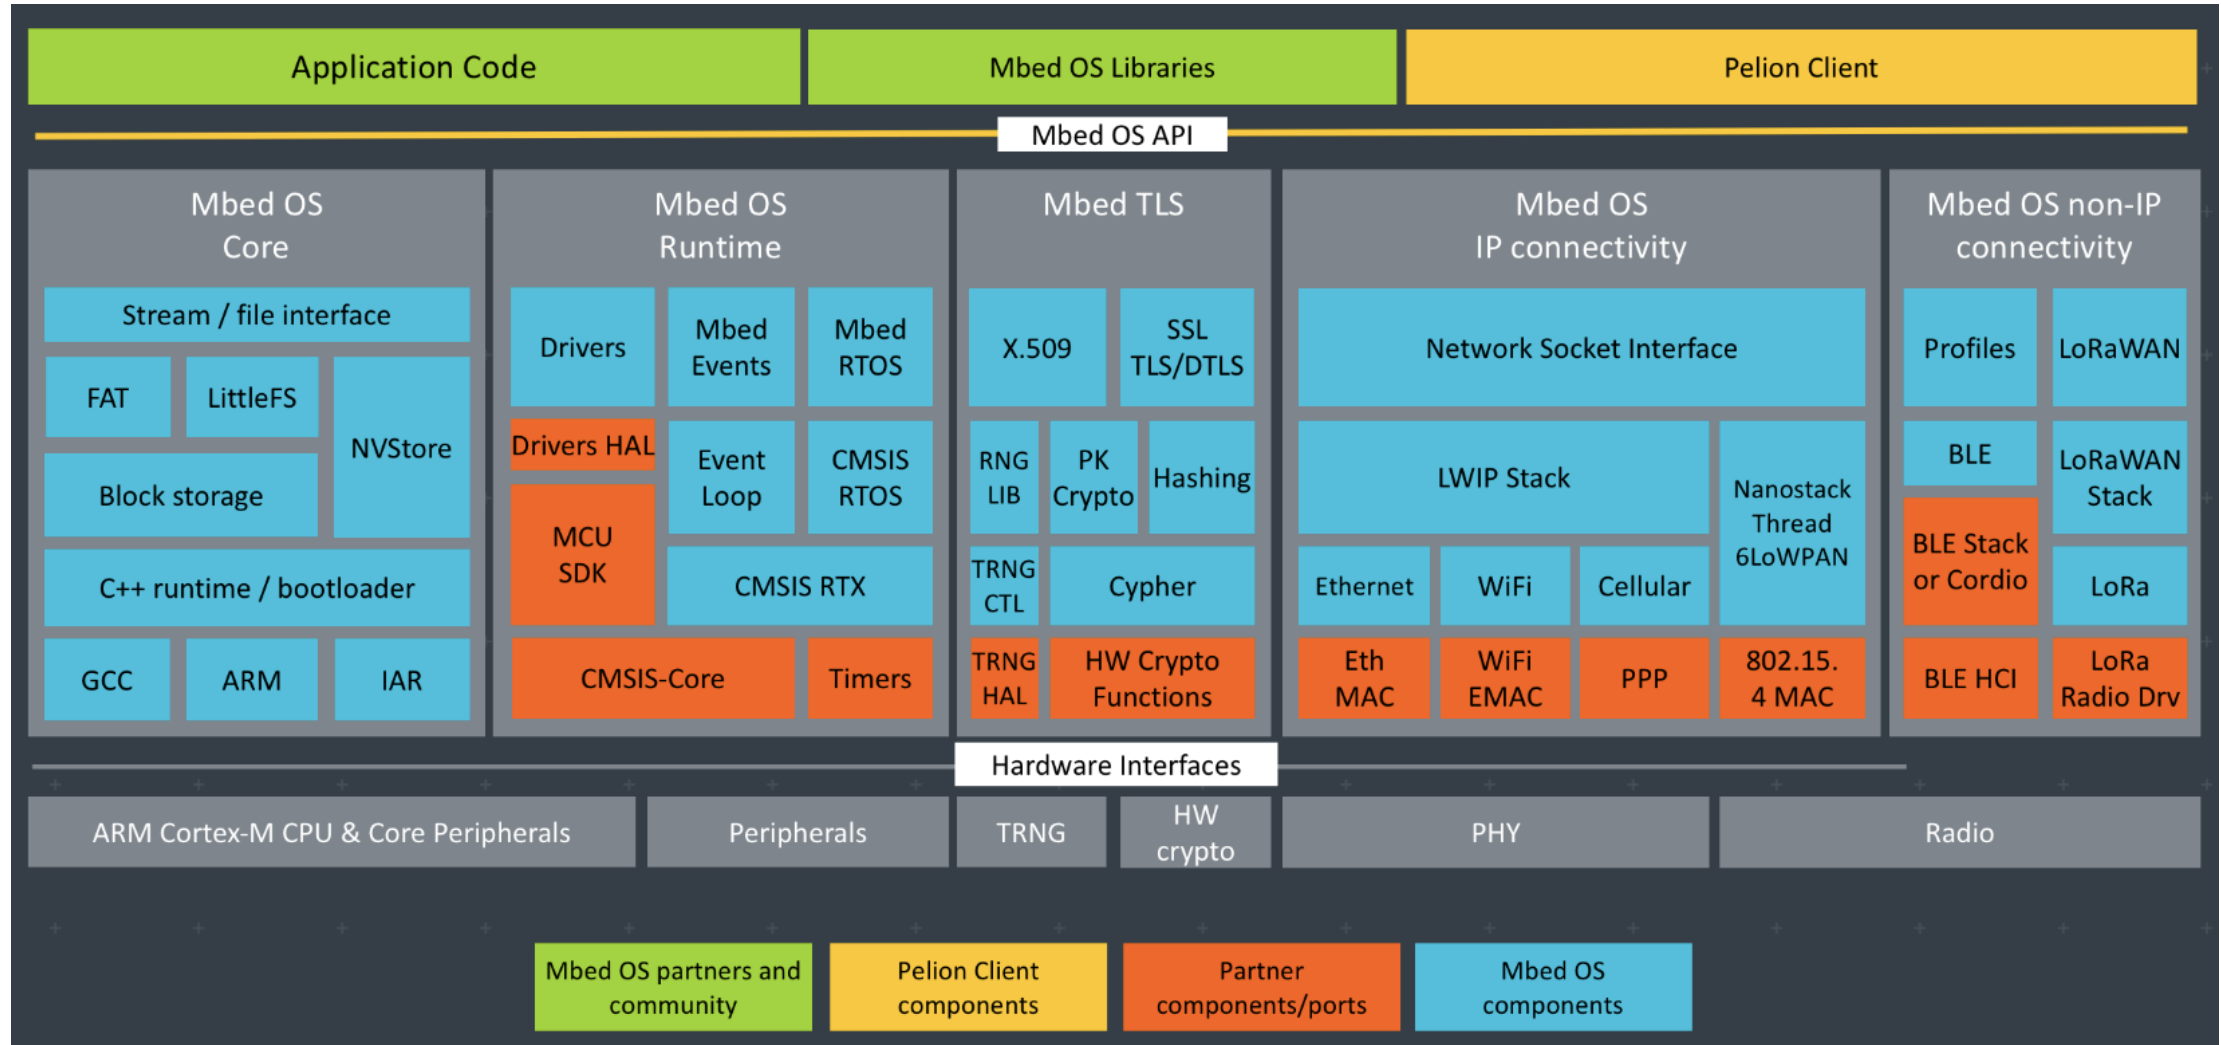 Application Code
Mbed OS Libraries
Pelion Client
Mbed OS API
Mbed OS
Core
Stream / file interface
FAT
LittleFS
NVStore
Block storage
C++ runtime / bootloader
GCC
ARM
IAR
Mbed OS
Runtime
Drivers
Mbed
Events
Mbed
RTOS
Drivers HAL
Event
Loop
CMSIS
RTOS
MCU
SDK
CMSIS RTX
CMSIS-Core
Timers
Mbed TLS
X.509
SSL
TLS/DTLS
RNG
LIB
PK
Crypto
Hashing
TRNG
CTL
Cypher
TRNG
HAL
HW Crypto
Functions
Mbed OS
IP connectivity
Network Socket Interface
LWIP Stack
Nanostack
Thread
6LoWPAN
Ethernet
WiFi
Cellular
Eth
MAC
WiFi
EMAC
PPP
802.15.
4 MAC
Mbed OS non-IP
connectivity
Profiles
LoRaWAN
BLE
LoRaWAN
Stack
BLE Stack
or Cordio
LoRa
BLE HCI
LoRa
Radio Drv
Hardware Interfaces
ARM Cortex-M CPU & Core Peripherals
Peripherals
TRNG
HW
crypto
PHY
Radio
Mbed OS partners and
community
Pelion Client
components
Partner
components/ports
Mbed OS
components